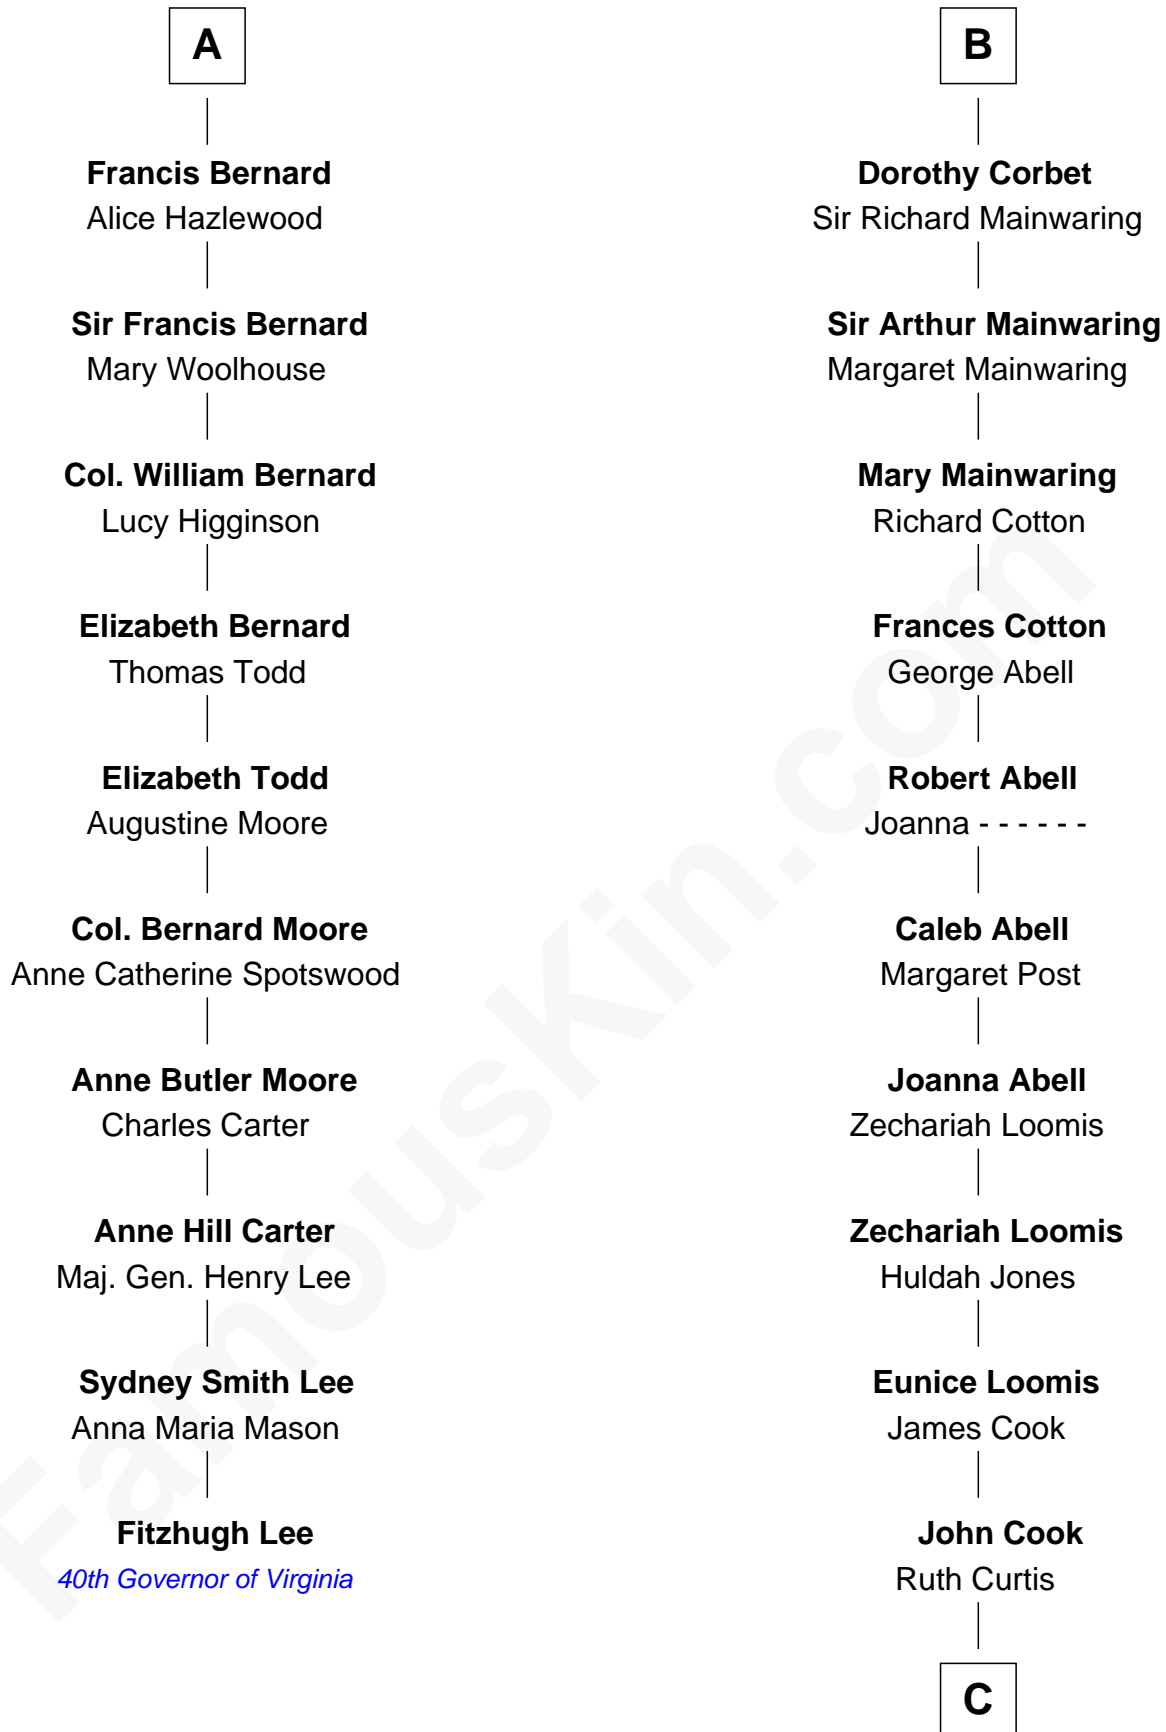 A
Francis Bernard
Alice Hazlewood
Sir Francis Bernard
Mary Woolhouse
Col. William Bernard
Lucy Higginson
Elizabeth Bernard
Thomas Todd
Elizabeth Todd
Augustine Moore
Col. Bernard Moore
Anne Catherine Spotswood
Anne Butler Moore
Charles Carter
Anne Hill Carter
Maj. Gen. Henry Lee
Sydney Smith Lee
Anna Maria Mason
Fitzhugh Lee
40th Governor of Virginia
B
Dorothy Corbet
Sir Richard Mainwaring
Sir Arthur Mainwaring
Margaret Mainwaring
Mary Mainwaring
Richard Cotton
Frances Cotton
George Abell
Robert Abell
Joanna - - - - - -
Caleb Abell
Margaret Post
Joanna Abell
Zechariah Loomis
Zechariah Loomis
Huldah Jones
Eunice Loomis
James Cook
John Cook
Ruth Curtis
C
FamousKin.com